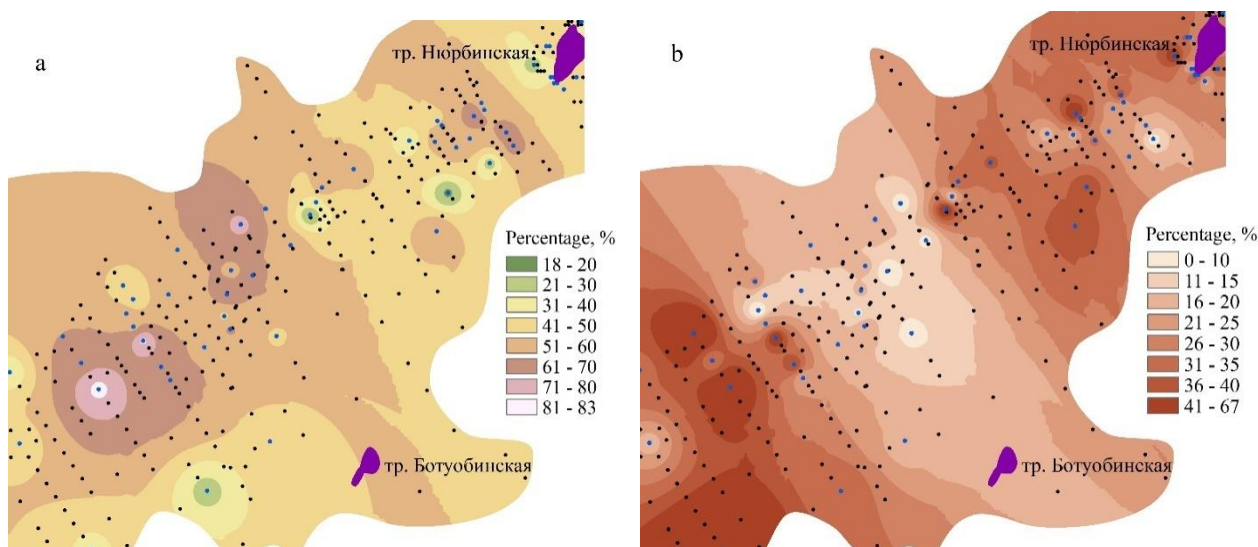 a
тр. Нюрбинская
Percentage, %
18 - 20
21 - 30
31 - 40
41 - 50
51 - 60
61 - 70
71 - 80
81 - 83
тр. Ботуобинская
b
тр. Нюрбинская
Percentage, %
0 - 10
11 - 15
16 - 20
21 - 25
26 - 30
31 - 35
36 - 40
41 - 67
тр. Ботуобинская